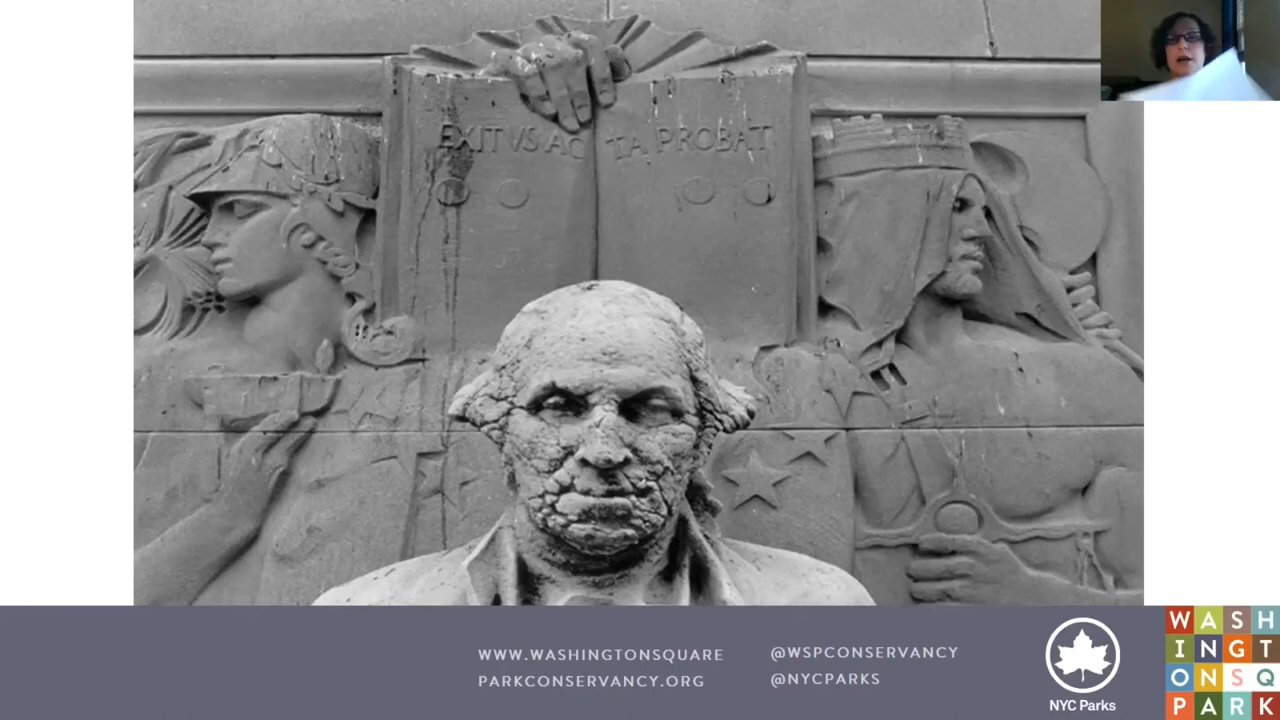 EXITVS AC TA PROBAT
WWW.WASHINGTONSQUARE
PARKCONSERVANCY.ORG
@WSPCONSERVANCY
@NYCPARKS
NYC Parks
WASH
INGT
ONSQ
PARK